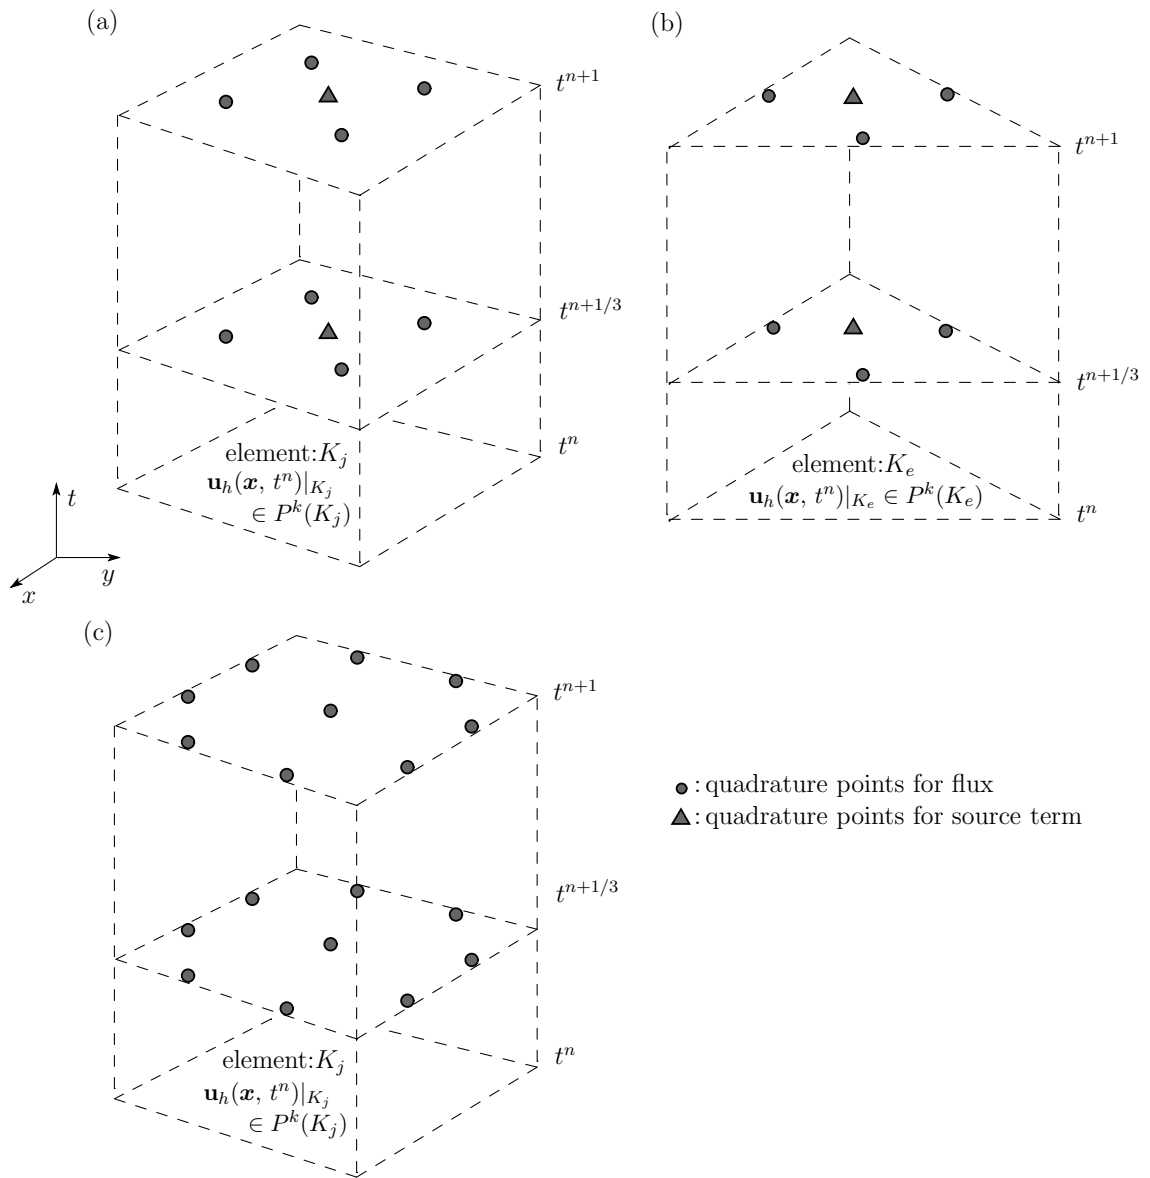 (a)
t^{n+1}
t^{n+1/3}
t^n
element:K_j
u_h(x, t^n)|_{K_j}
∈ P^k(K_j)
t
y
x
(b)
t^{n+1}
t^{n+1/3}
element:K_e
u_h(x, t^n)|_{K_e} ∈ P^k(K_e)
t^n
(c)
t^{n+1}
t^{n+1/3}
t^n
element:K_j
u_h(x, t^n)|_{K_j}
∈ P^k(K_j)
: quadrature points for flux
: quadrature points for source term